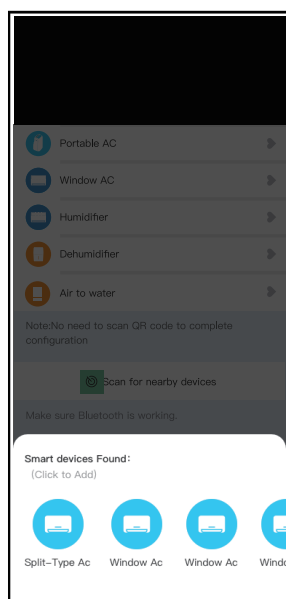 Portable AC
Window AC
Humidifier
Dehumidifier
Air to water
Note:No need to scan QR code to complete
configuration
Scan for nearby devices
Make sure Bluetooth is working.
Smart devices Found:
(Click to Add)
Split-Type Ac Window Ac Window Ac Windo